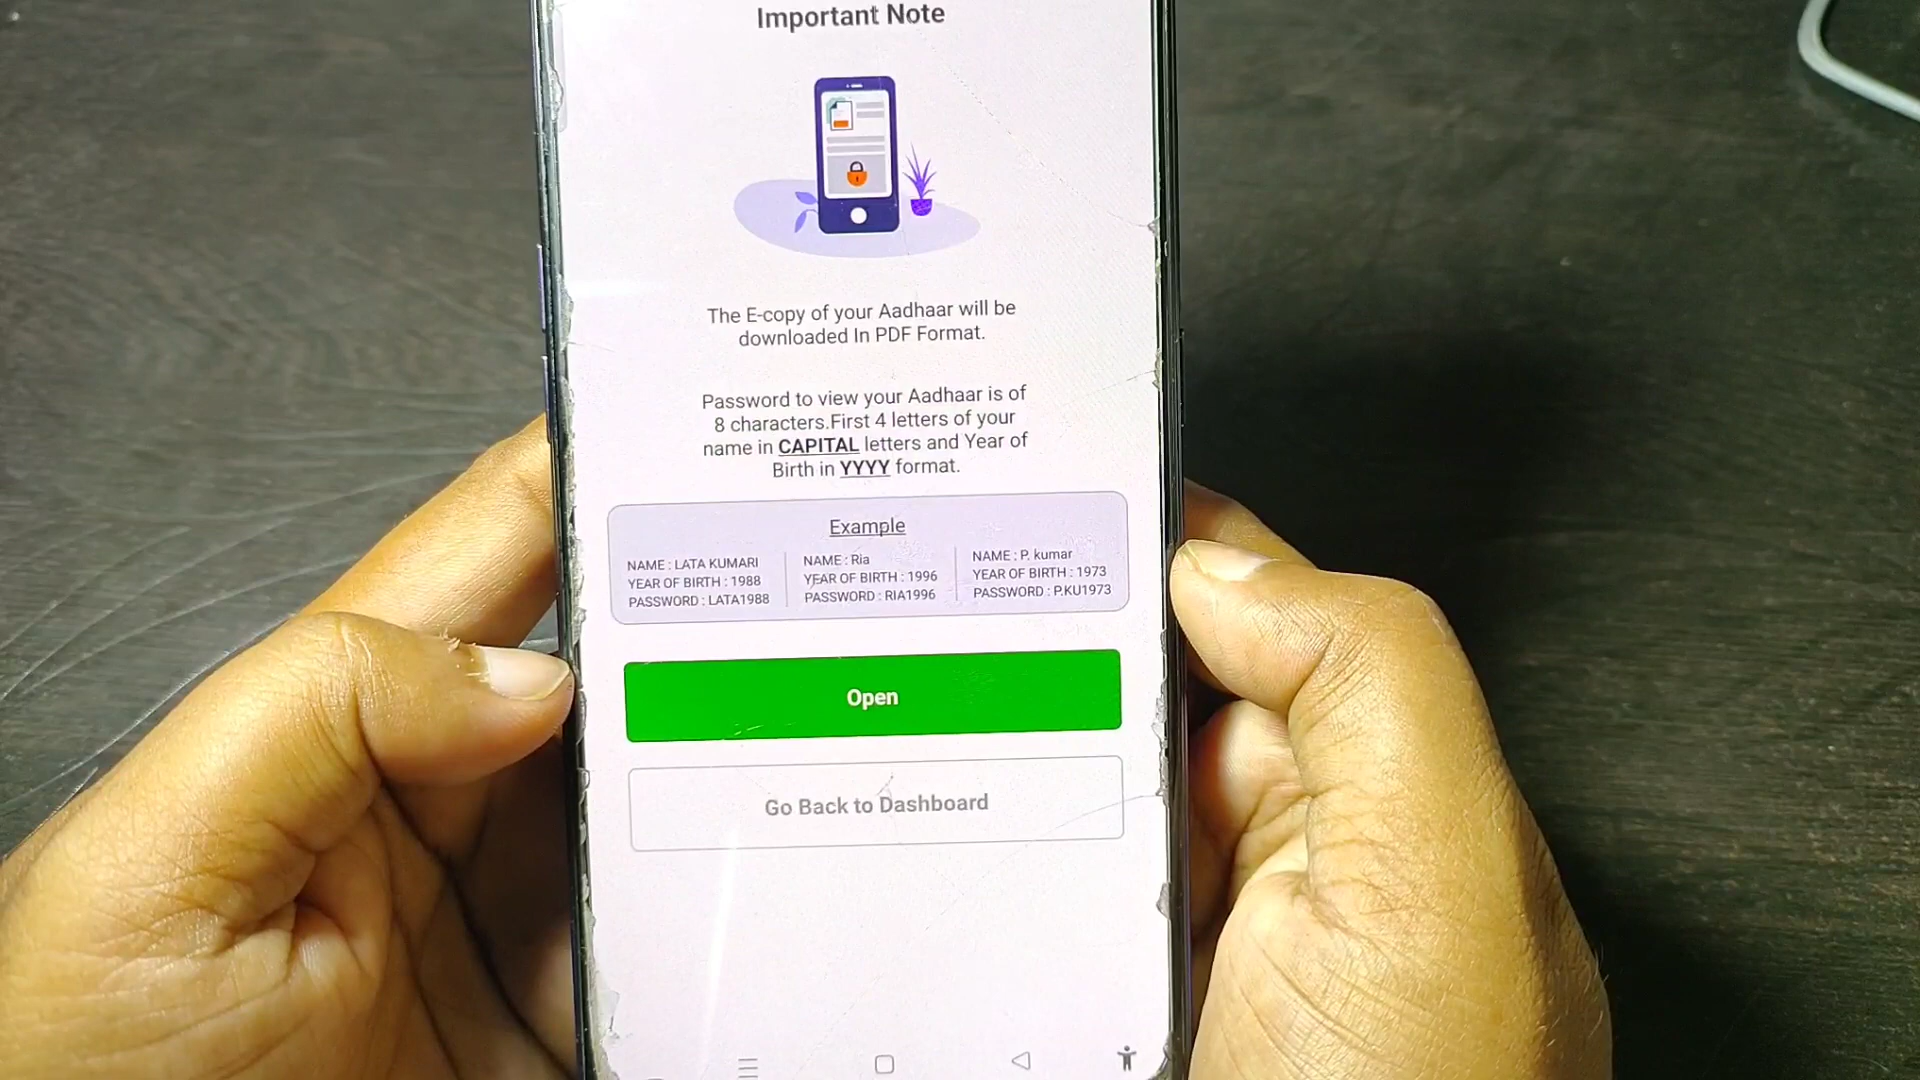 Important Note
The E-copy of your Aadhaar will be
downloaded In PDF Format.
Password to view your Aadhaar is of
8 characters.First 4 letters of your
name in CAPITAL letters and Year of
Birth in YYYY format.
Example
NAME : LATA KUMARI
YEAR OF BIRTH : 1988
PASSWORD : LATA1988
NAME : Ria
YEAR OF BIRTH : 1996
PASSWORD : RIA1996
NAME : P. kumar
YEAR OF BIRTH : 1973
PASSWORD : P.KU1973
Open
Go Back to Dashboard